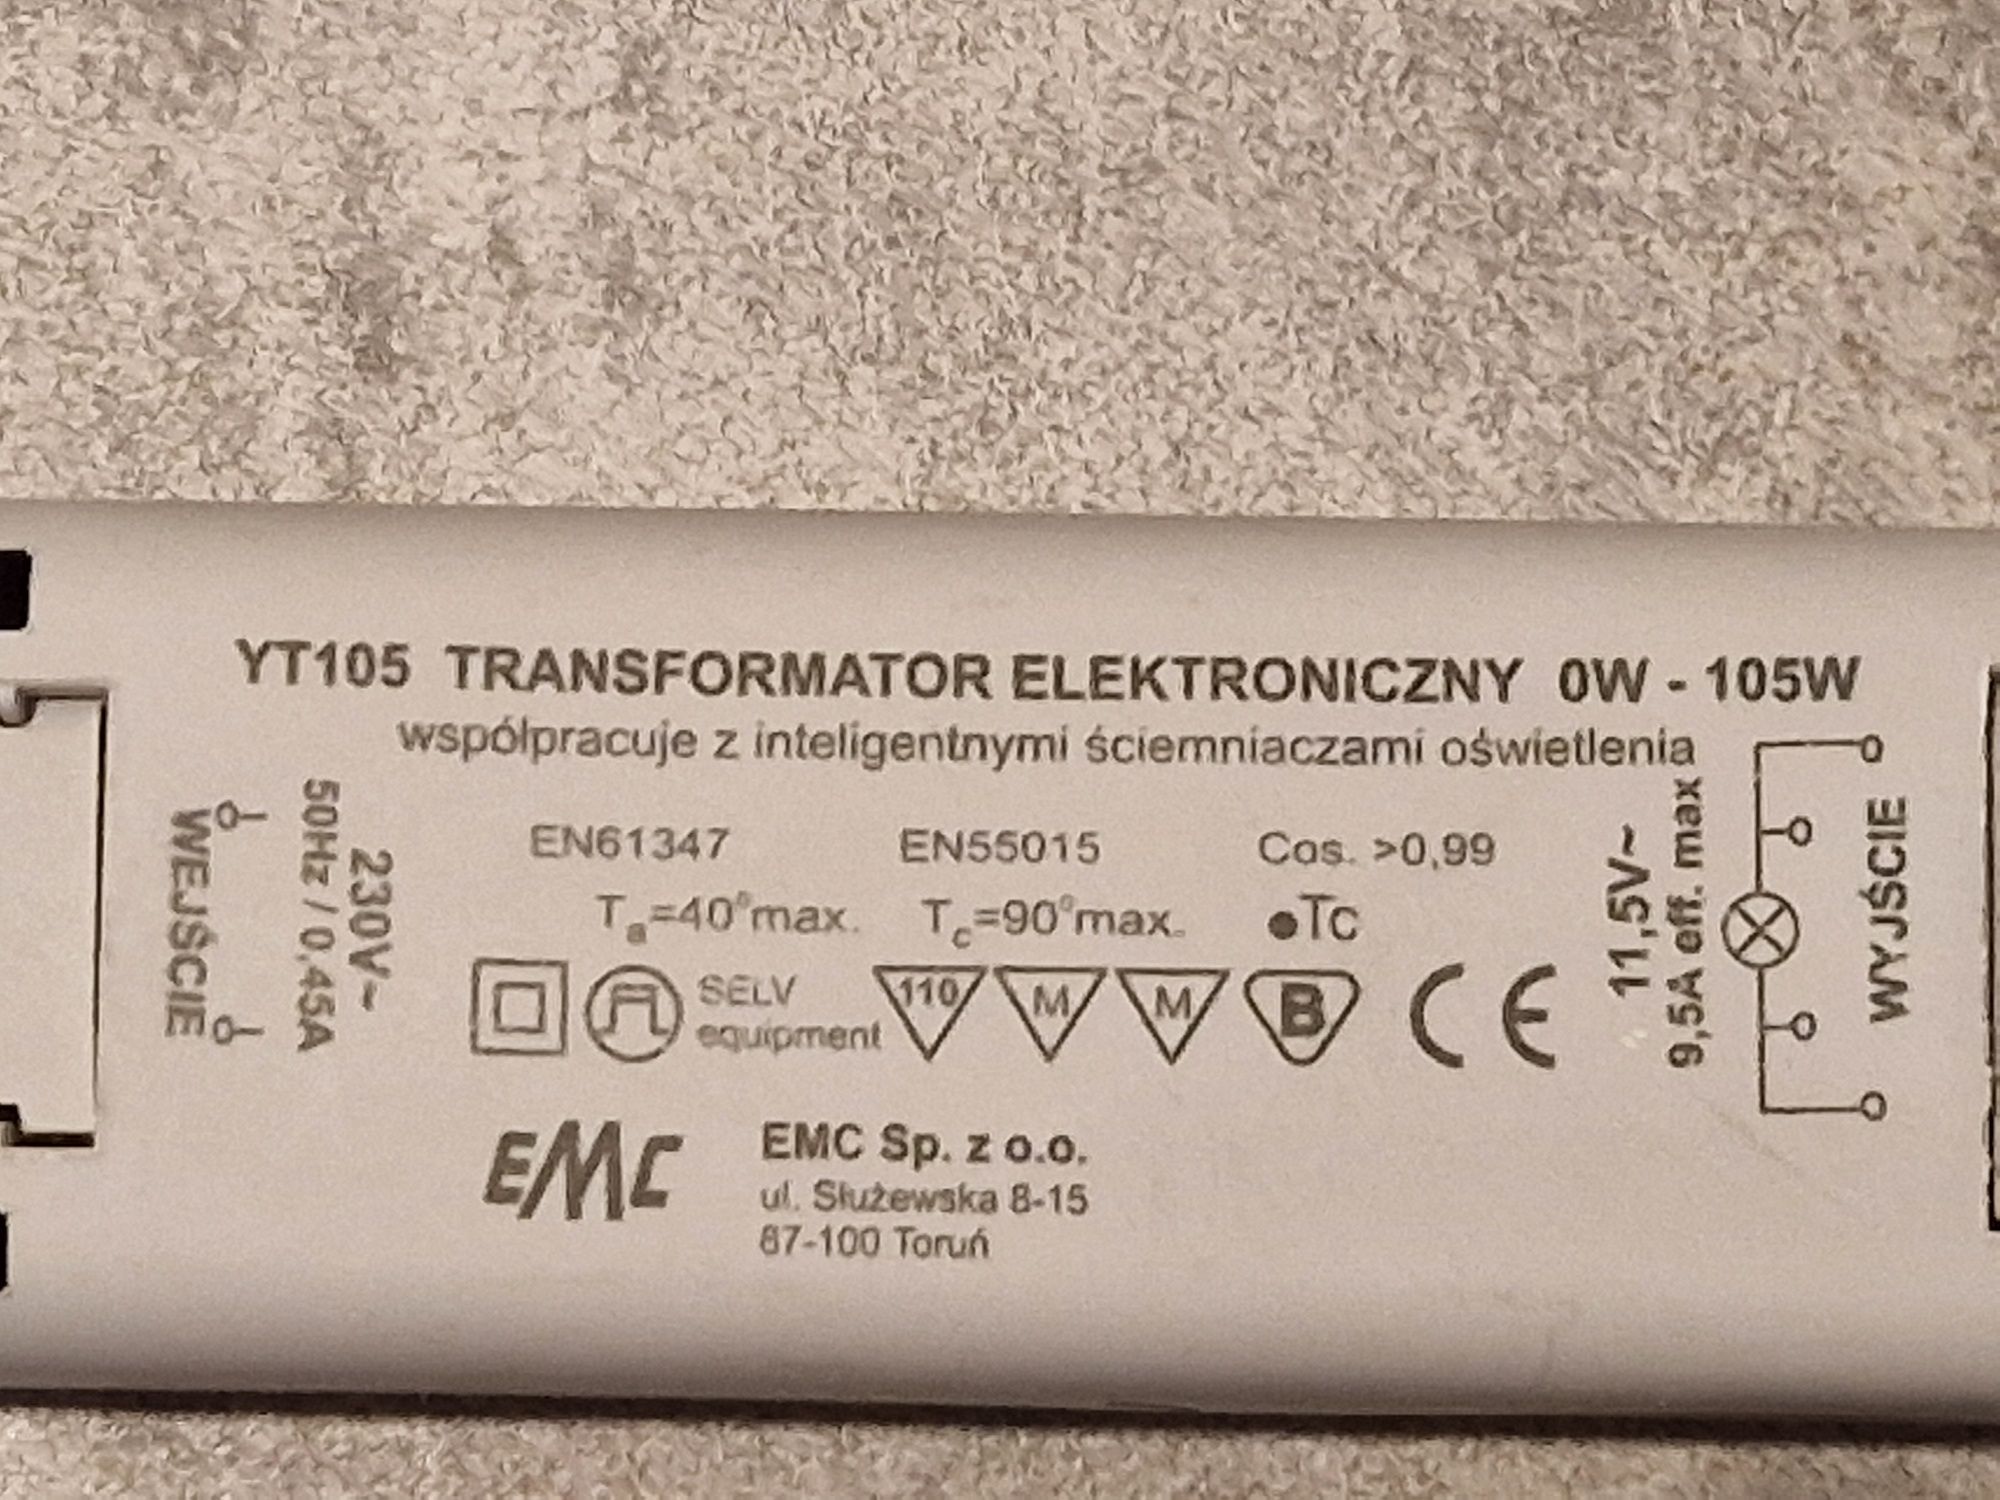 YT105 TRANSFORMATOR ELEKTRONICZNY 0W - 105W
współpracuje z inteligentnymi ściemniaczami oświetlenia
WEJŚCIE
230V~
50Hz / 0,45A
EN61347 EN55015 Cos. >0,99
Ta=40°max. Tc=90°max. •Tc
SELV
equipment
110 M M B CE
11,5V~
9,5A eff. max
WYJŚCIE
EMC
EMC Sp. z o.o.
ul. Służewska 8-15
87-100 Toruń